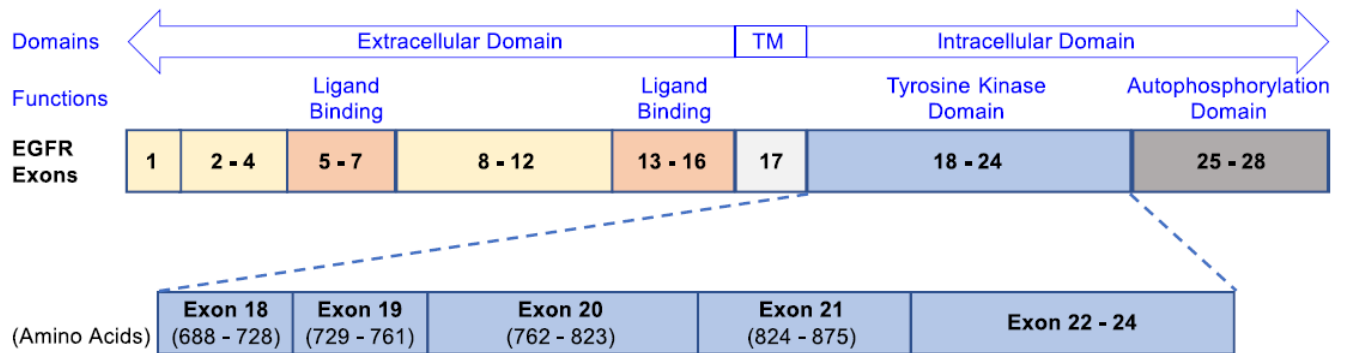 Domains Extracellular Domain TM Intracellular Domain
Functions Ligand Binding Ligand Binding Tyrosine Kinase Domain Autophosphorylation Domain
EGFR Exons 1 2 - 4 5 - 7 8 - 12 13 - 16 17 18 - 24 25 - 28
Exon 18 Exon 19 Exon 20 Exon 21 Exon 22 - 24
(Amino Acids) (688 - 728) (729 - 761) (762 - 823) (824 - 875)